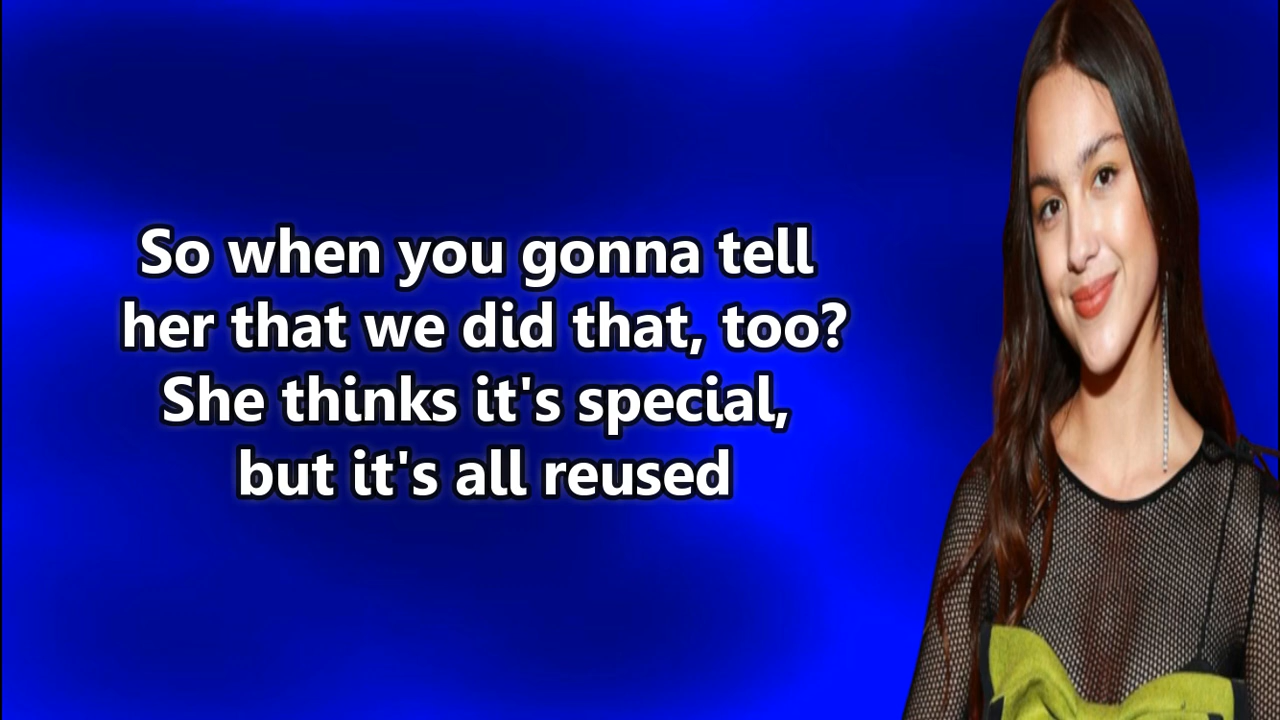 So when you gonna tell
her that we did that, too?
She thinks it's special,
but it's all reused